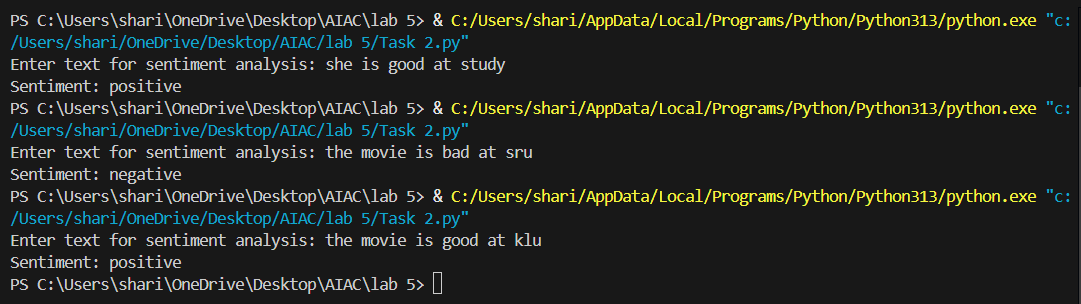 PS C:\Users\shari\OneDrive\Desktop\AIAC\lab 5> & C:/Users/shari/AppData/Local/Programs/Python/Python313/python.exe "c:
/Users/shari/OneDrive/Desktop/AIAC/lab 5/Task 2.py"
Enter text for sentiment analysis: she is good at study
Sentiment: positive
PS C:\Users\shari\OneDrive\Desktop\AIAC\lab 5> & C:/Users/shari/AppData/Local/Programs/Python/Python313/python.exe "c:
/Users/shari/OneDrive/Desktop/AIAC/lab 5/Task 2.py"
Enter text for sentiment analysis: the movie is bad at sru
Sentiment: negative
PS C:\Users\shari\OneDrive\Desktop\AIAC\lab 5> & C:/Users/shari/AppData/Local/Programs/Python/Python313/python.exe "c:
/Users/shari/OneDrive/Desktop/AIAC/lab 5/Task 2.py"
Enter text for sentiment analysis: the movie is good at klu
Sentiment: positive
PS C:\Users\shari\OneDrive\Desktop\AIAC\lab 5>